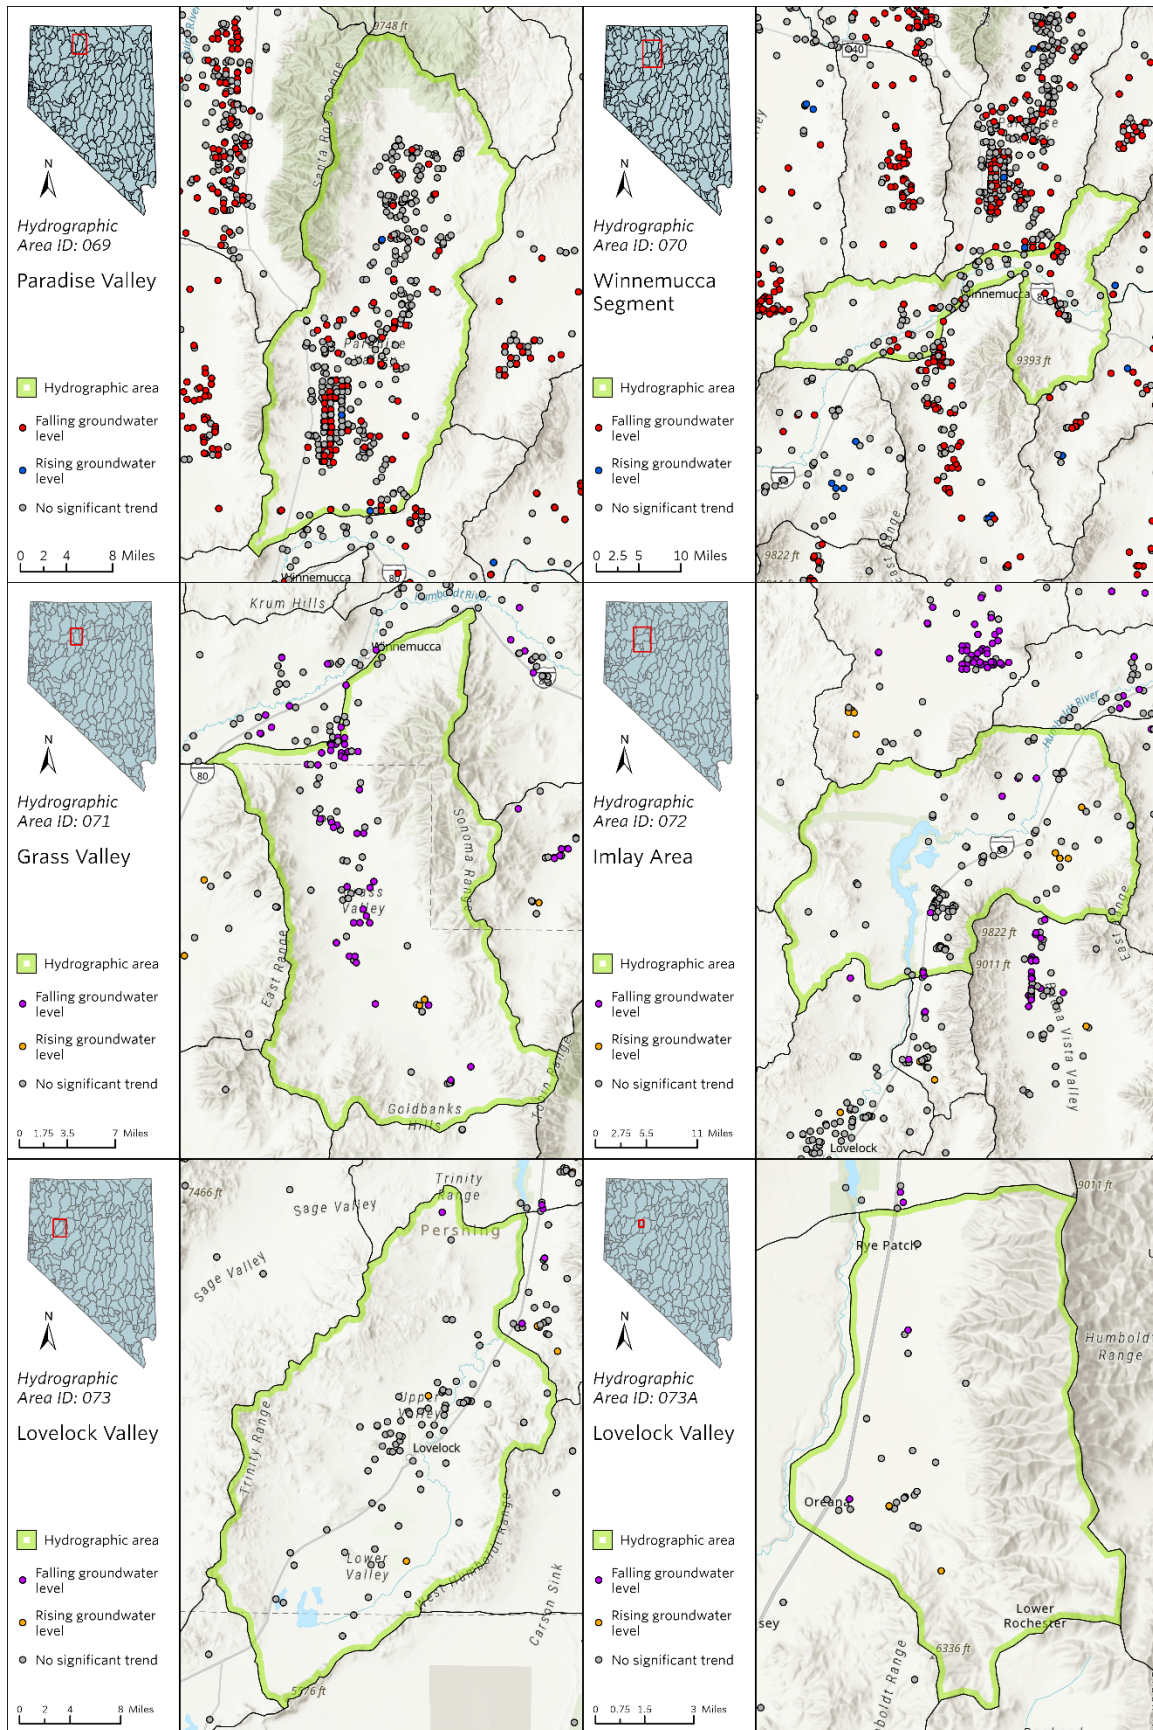 N
Hydrographic
Area ID: 069
Paradise Valley
Hydrographic area
Falling groundwater
level
Rising groundwater
level
No significant trend
0 2 4 8 Miles
9748 ft
Santa Rosa Range
Paradise
Valley
Winnemucca
80
N
Hydrographic
Area ID: 070
Winnemucca
Segment
Hydrographic area
Falling groundwater
level
Rising groundwater
level
No significant trend
0 2.5 5 10 Miles
Winnemucca
9393 ft
9822 ft
East Range
N
Hydrographic
Area ID: 071
Grass Valley
Hydrographic area
Falling groundwater
level
Rising groundwater
level
No significant trend
0 1.75 3.5 7 Miles
Krum Hills
Humboldt River
Winnemucca
80
Sonoma Range
Grass
Valley
East Range
Goldbanks
Hills
Tobin Range
N
Hydrographic
Area ID: 072
Imlay Area
Hydrographic area
Falling groundwater
level
Rising groundwater
level
No significant trend
0 2.75 5.5 11 Miles
Humboldt River
9822 ft
9011 ft
East Range
Buena Vista Valley
Lovelock
N
Hydrographic
Area ID: 073
Lovelock Valley
Hydrographic area
Falling groundwater
level
Rising groundwater
level
No significant trend
0 2 4 8 Miles
7466 ft
Sage Valley
Trinity
Range
Pershing
Sage Valley
Upper
Valley
Lovelock
Trinity Range
Lower
Valley
West Humboldt Range
Carson Sink
5576 ft
N
Hydrographic
Area ID: 073A
Lovelock Valley
Hydrographic area
Falling groundwater
level
Rising groundwater
level
No significant trend
0 0.75 1.5 3 Miles
9011 ft
Rye Patch
Humboldt
Range
Oreana
Lower
Rochester
6336 ft